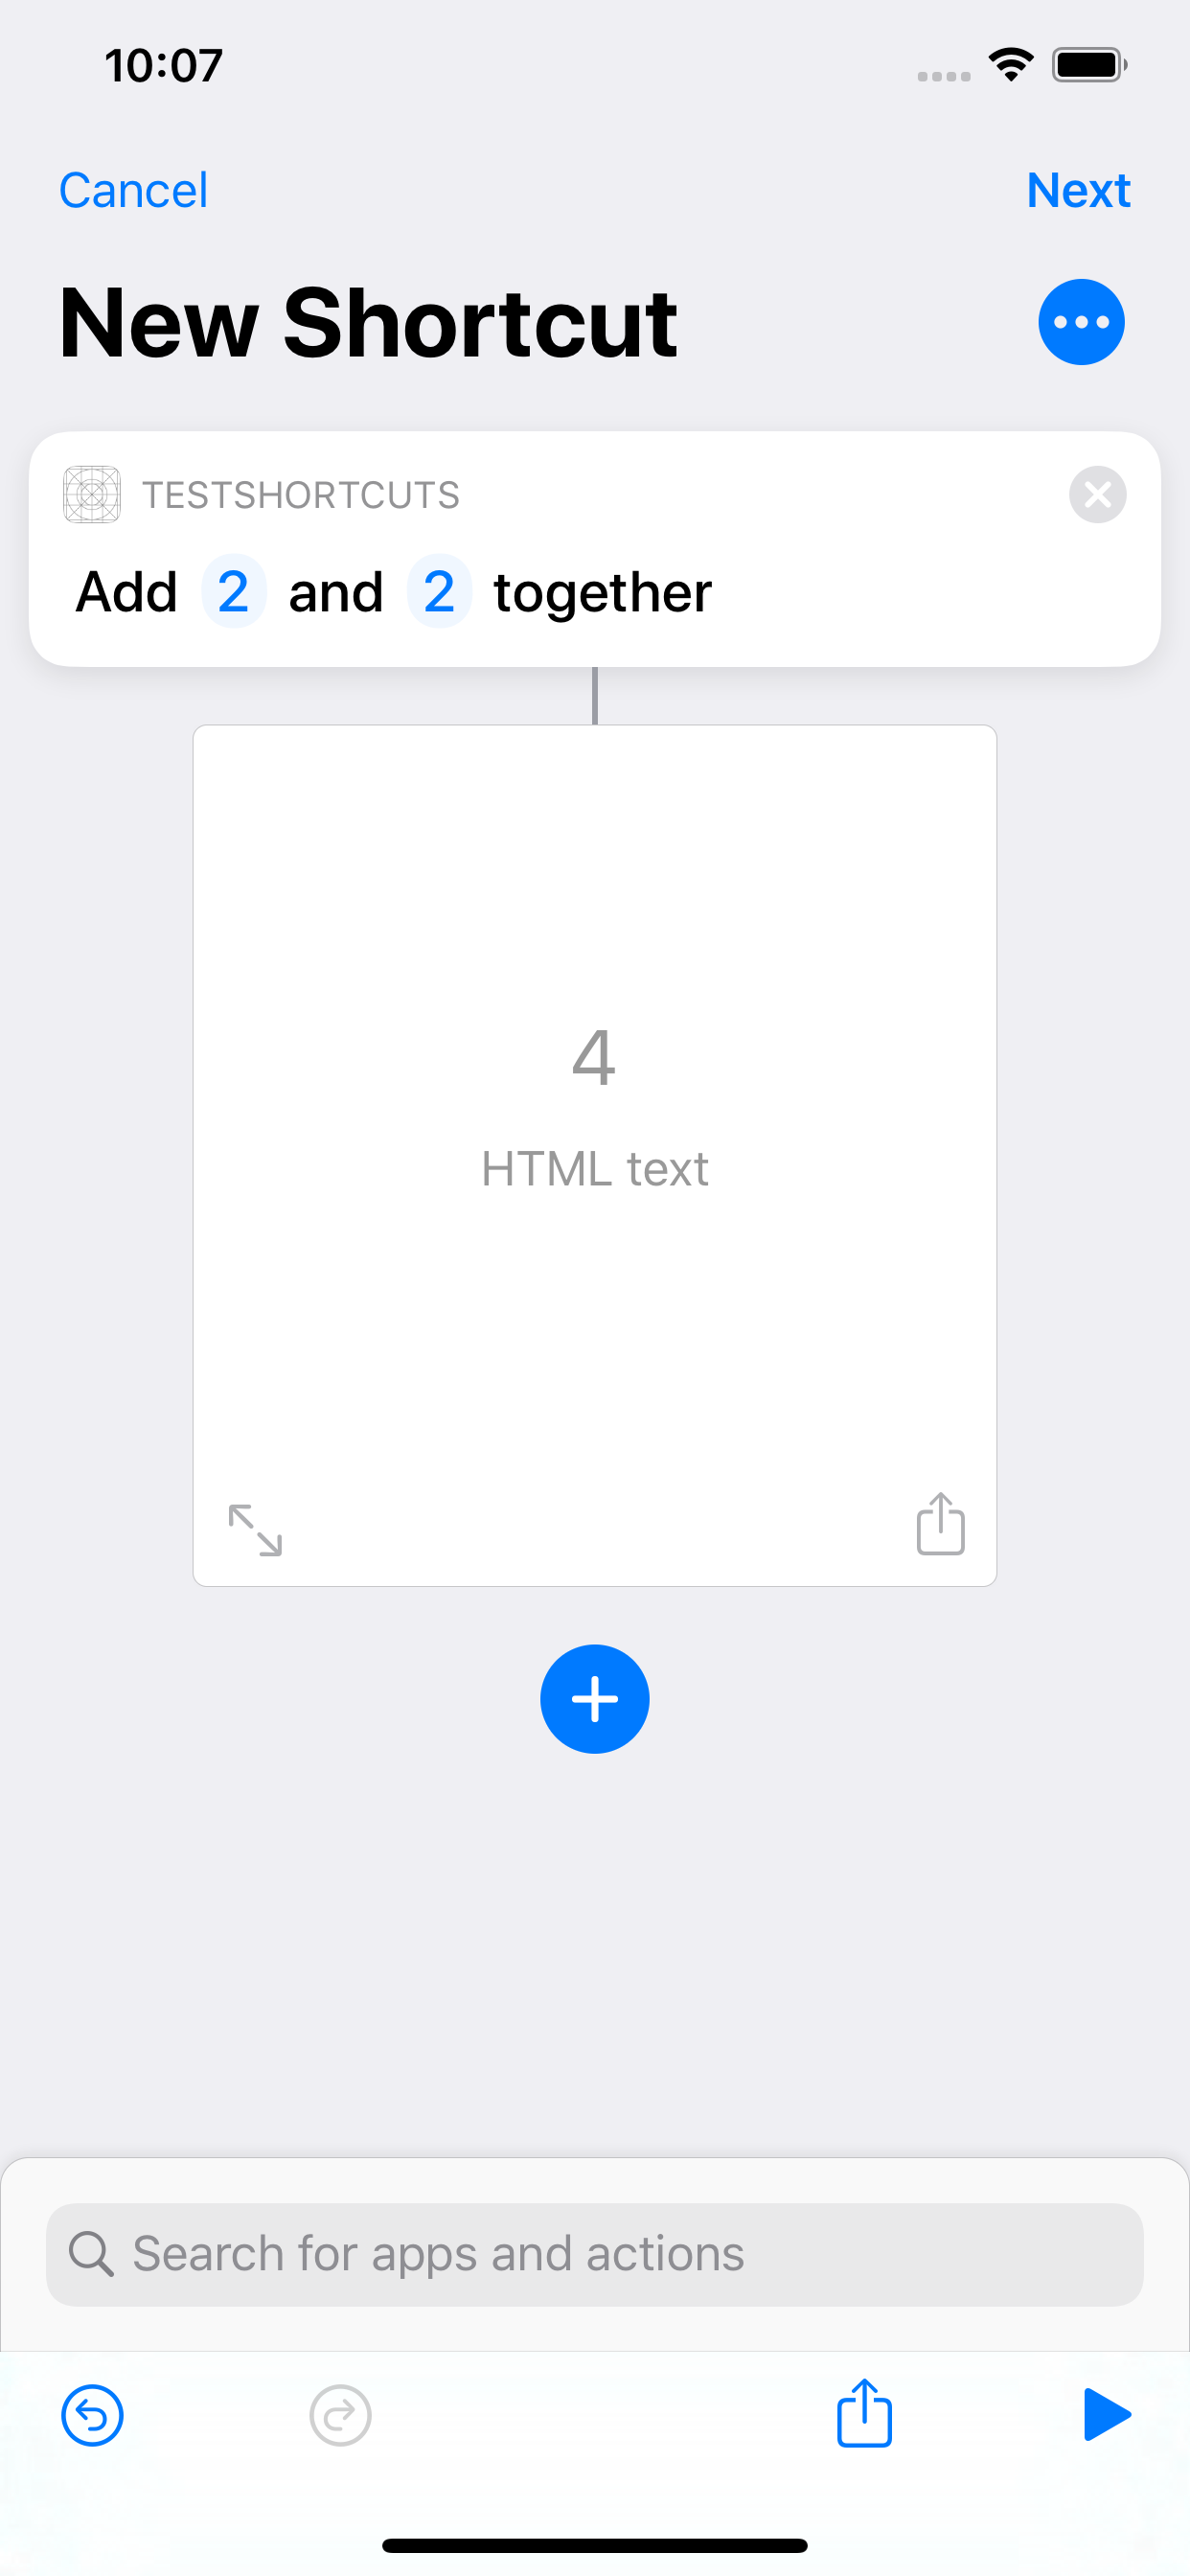 10:07
Cancel Next
New Shortcut
TESTSHORTCUTS
Add 2 and 2 together
4
HTML text
Search for apps and actions